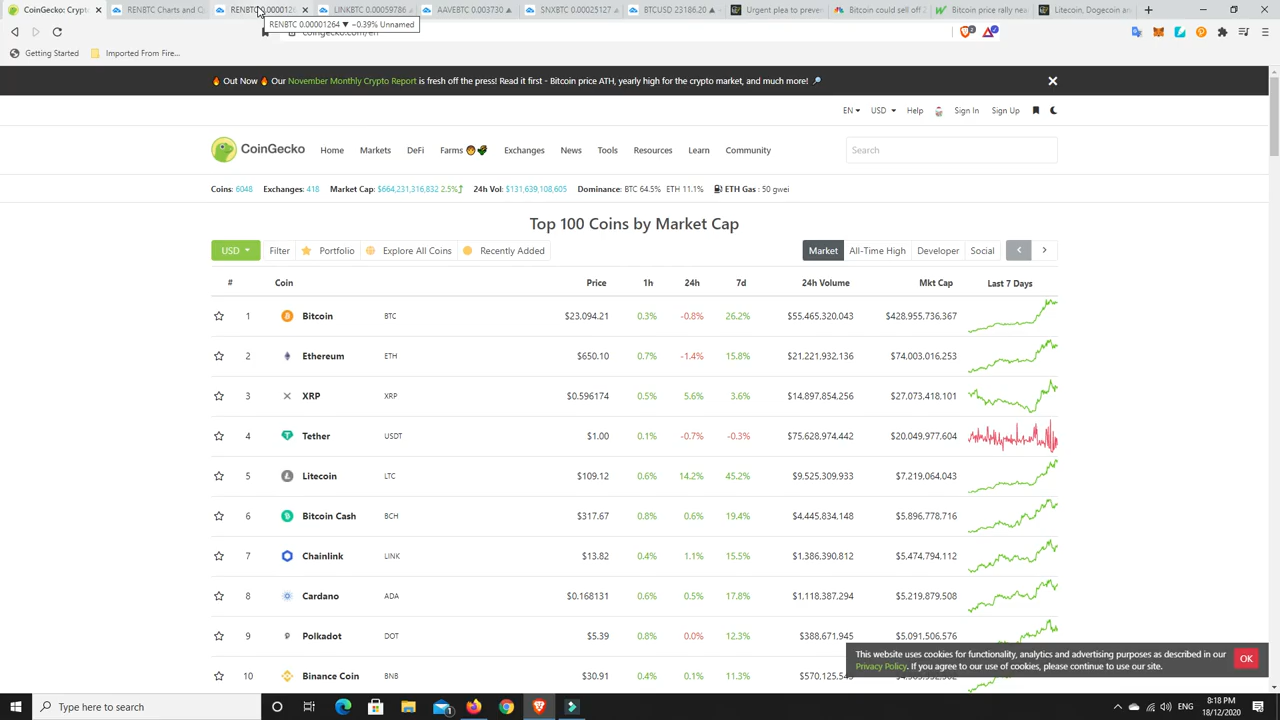 CoinGecko: Crypt
RENBTC Charts and C
RENBTC 0.0000126
LINKBTC 0.00059786
AAVEBTC 0.003730
SNXBTC 0.00025127
BTCUSD 23186.20
Urgent plea to preve
Bitcoin could sell off
Bitcoin price rally nea
Litecoin, Dogecoin an
RENBTC 0.00001264 ▼ −0.39% Unnamed
coingecko.com/en
Getting Started
Imported From Fire...
Out Now Our November Monthly Crypto Report is fresh off the press! Read it first - Bitcoin price ATH, yearly high for the crypto market, and much more!
EN USD Help Sign In Sign Up
CoinGecko Home Markets DeFi Farms Exchanges News Tools Resources Learn Community Search
Coins: 6048 Exchanges: 418 Market Cap: $664,231,316,832 2.5% 24h Vol: $131,639,108,605 Dominance: BTC 64.5% ETH 11.1% ETH Gas : 50 gwei
Top 100 Coins by Market Cap
USD Filter Portfolio Explore All Coins Recently Added Market All-Time High Developer Social
# Coin Price 1h 24h 7d 24h Volume Mkt Cap Last 7 Days
1 Bitcoin BTC $23,094.21 0.3% -0.8% 26.2% $55,465,320,043 $428,955,736,367
2 Ethereum ETH $650.10 0.7% -1.4% 15.8% $21,221,932,136 $74,003,016,253
3 XRP XRP $0.596174 0.5% 5.6% 3.6% $14,897,854,256 $27,073,418,101
4 Tether USDT $1.00 0.1% -0.7% -0.3% $75,628,974,442 $20,049,977,604
5 Litecoin LTC $109.12 0.6% 14.2% 45.2% $9,525,309,933 $7,219,064,043
6 Bitcoin Cash BCH $317.67 0.8% 0.6% 19.4% $4,445,834,148 $5,896,778,716
7 Chainlink LINK $13.82 0.4% 1.1% 15.5% $1,386,390,812 $5,474,794,112
8 Cardano ADA $0.168131 0.6% 0.5% 17.8% $1,118,387,294 $5,219,879,508
9 Polkadot DOT $5.39 0.8% 0.0% 12.3% $388,671,945 $5,091,506,576
10 Binance Coin BNB $30.91 0.4% 0.1% 11.3%
This website uses cookies for functionality, analytics and advertising purposes as described in our
Privacy Policy. If you agree to our use of cookies, please continue to use our site.
OK
Type here to search
ENG
8:18 PM
18/12/2020